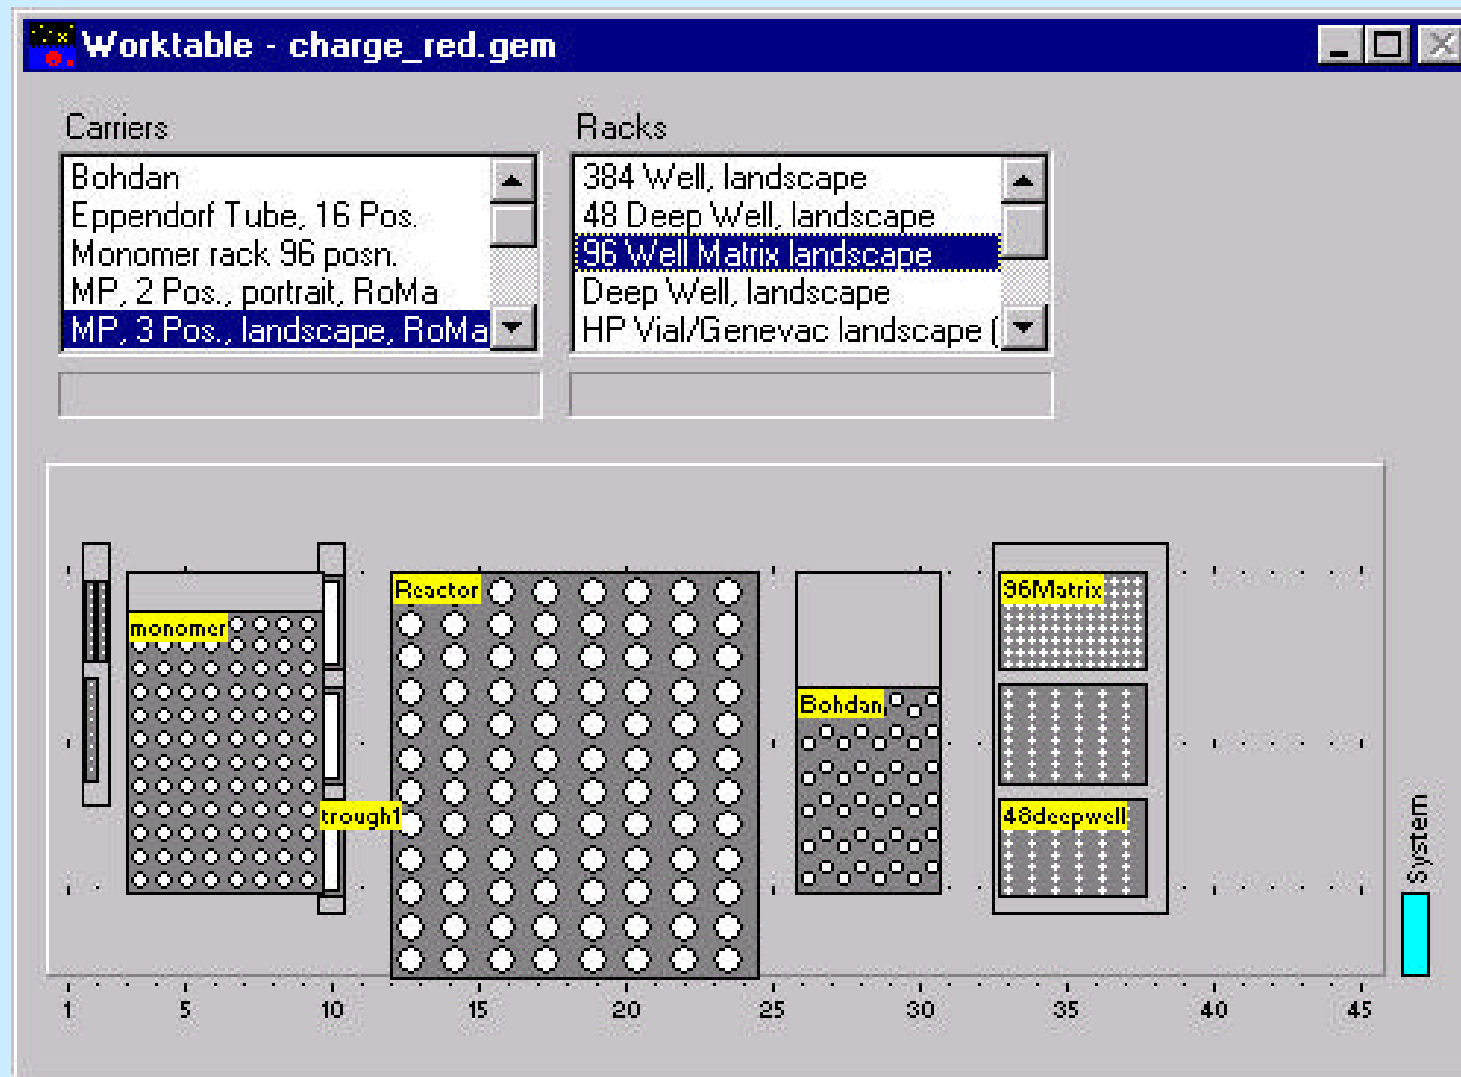 Worktable - charge_red.gem
Carriers
Racks
Bohdan
Eppendorf Tube, 16 Pos.
Monomer rack 96 posn.
MP, 2 Pos., portrait, RoMa
MP, 3 Pos., landscape, RoMa
384 Well, landscape
48 Deep Well, landscape
96 Well Matrix landscape
Deep Well, landscape
HP Vial/Genevac landscape (
monomer
trough1
Reactor
Bohdan
96Matrix
48deepwell
System
1 5 10 15 20 25 30 35 40 45